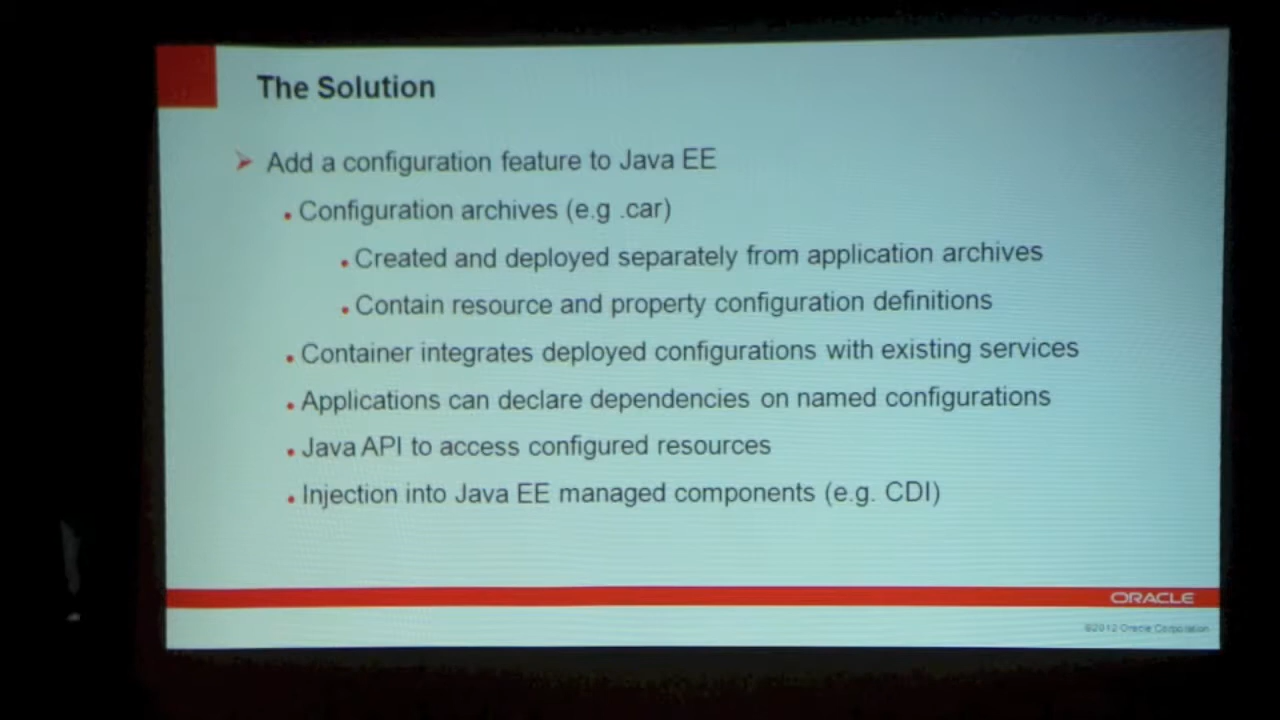 The Solution
Add a configuration feature to Java EE
Configuration archives (e.g .car)
Created and deployed separately from application archives
Contain resource and property configuration definitions
Container integrates deployed configurations with existing services
Applications can declare dependencies on named configurations
Java API to access configured resources
Injection into Java EE managed components (e.g. CDI)
ORACLE
©2012 Oracle Corporation